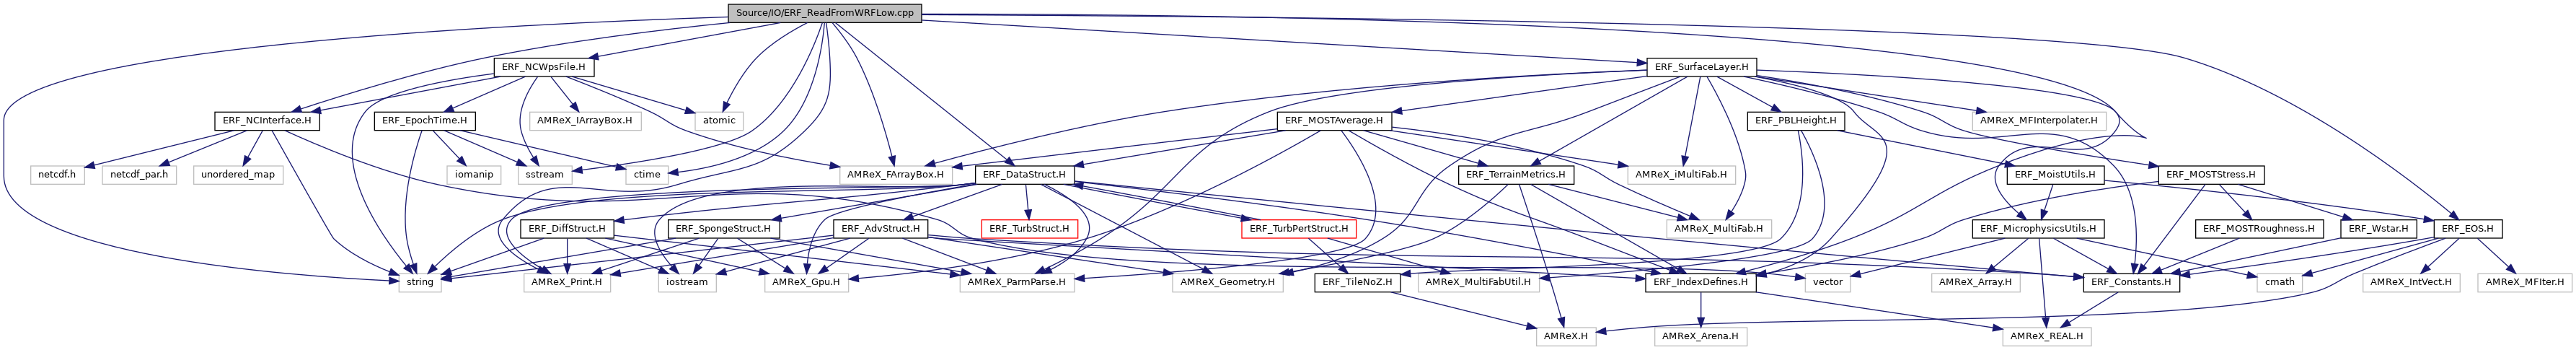 Source/IO/ERF_ReadFromWRFLow.cpp
ERF_NCWpsFile.H
ERF_SurfaceLayer.H
ERF_NCInterface.H
ERF_EpochTime.H
AMReX_IArrayBox.H
atomic
ERF_MOSTAverage.H
ERF_PBLHeight.H
AMReX_MFInterpolater.H
netcdf.h
netcdf_par.h
unordered_map
iomanip
sstream
ctime
AMReX_FArrayBox.H
ERF_DataStruct.H
ERF_TerrainMetrics.H
AMReX_iMultiFab.H
ERF_MoistUtils.H
ERF_MOSTStress.H
ERF_DiffStruct.H
ERF_SpongeStruct.H
ERF_AdvStruct.H
ERF_TurbStruct.H
ERF_TurbPertStruct.H
AMReX_MultiFab.H
ERF_MicrophysicsUtils.H
ERF_MOSTRoughness.H
ERF_Wstar.H
ERF_EOS.H
string
AMReX_Print.H
iostream
AMReX_Gpu.H
AMReX_ParmParse.H
AMReX_Geometry.H
ERF_TileNoZ.H
AMReX_MultiFabUtil.H
ERF_IndexDefines.H
vector
AMReX_Array.H
ERF_Constants.H
cmath
AMReX_IntVect.H
AMReX_MFIter.H
AMReX.H
AMReX_Arena.H
AMReX_REAL.H